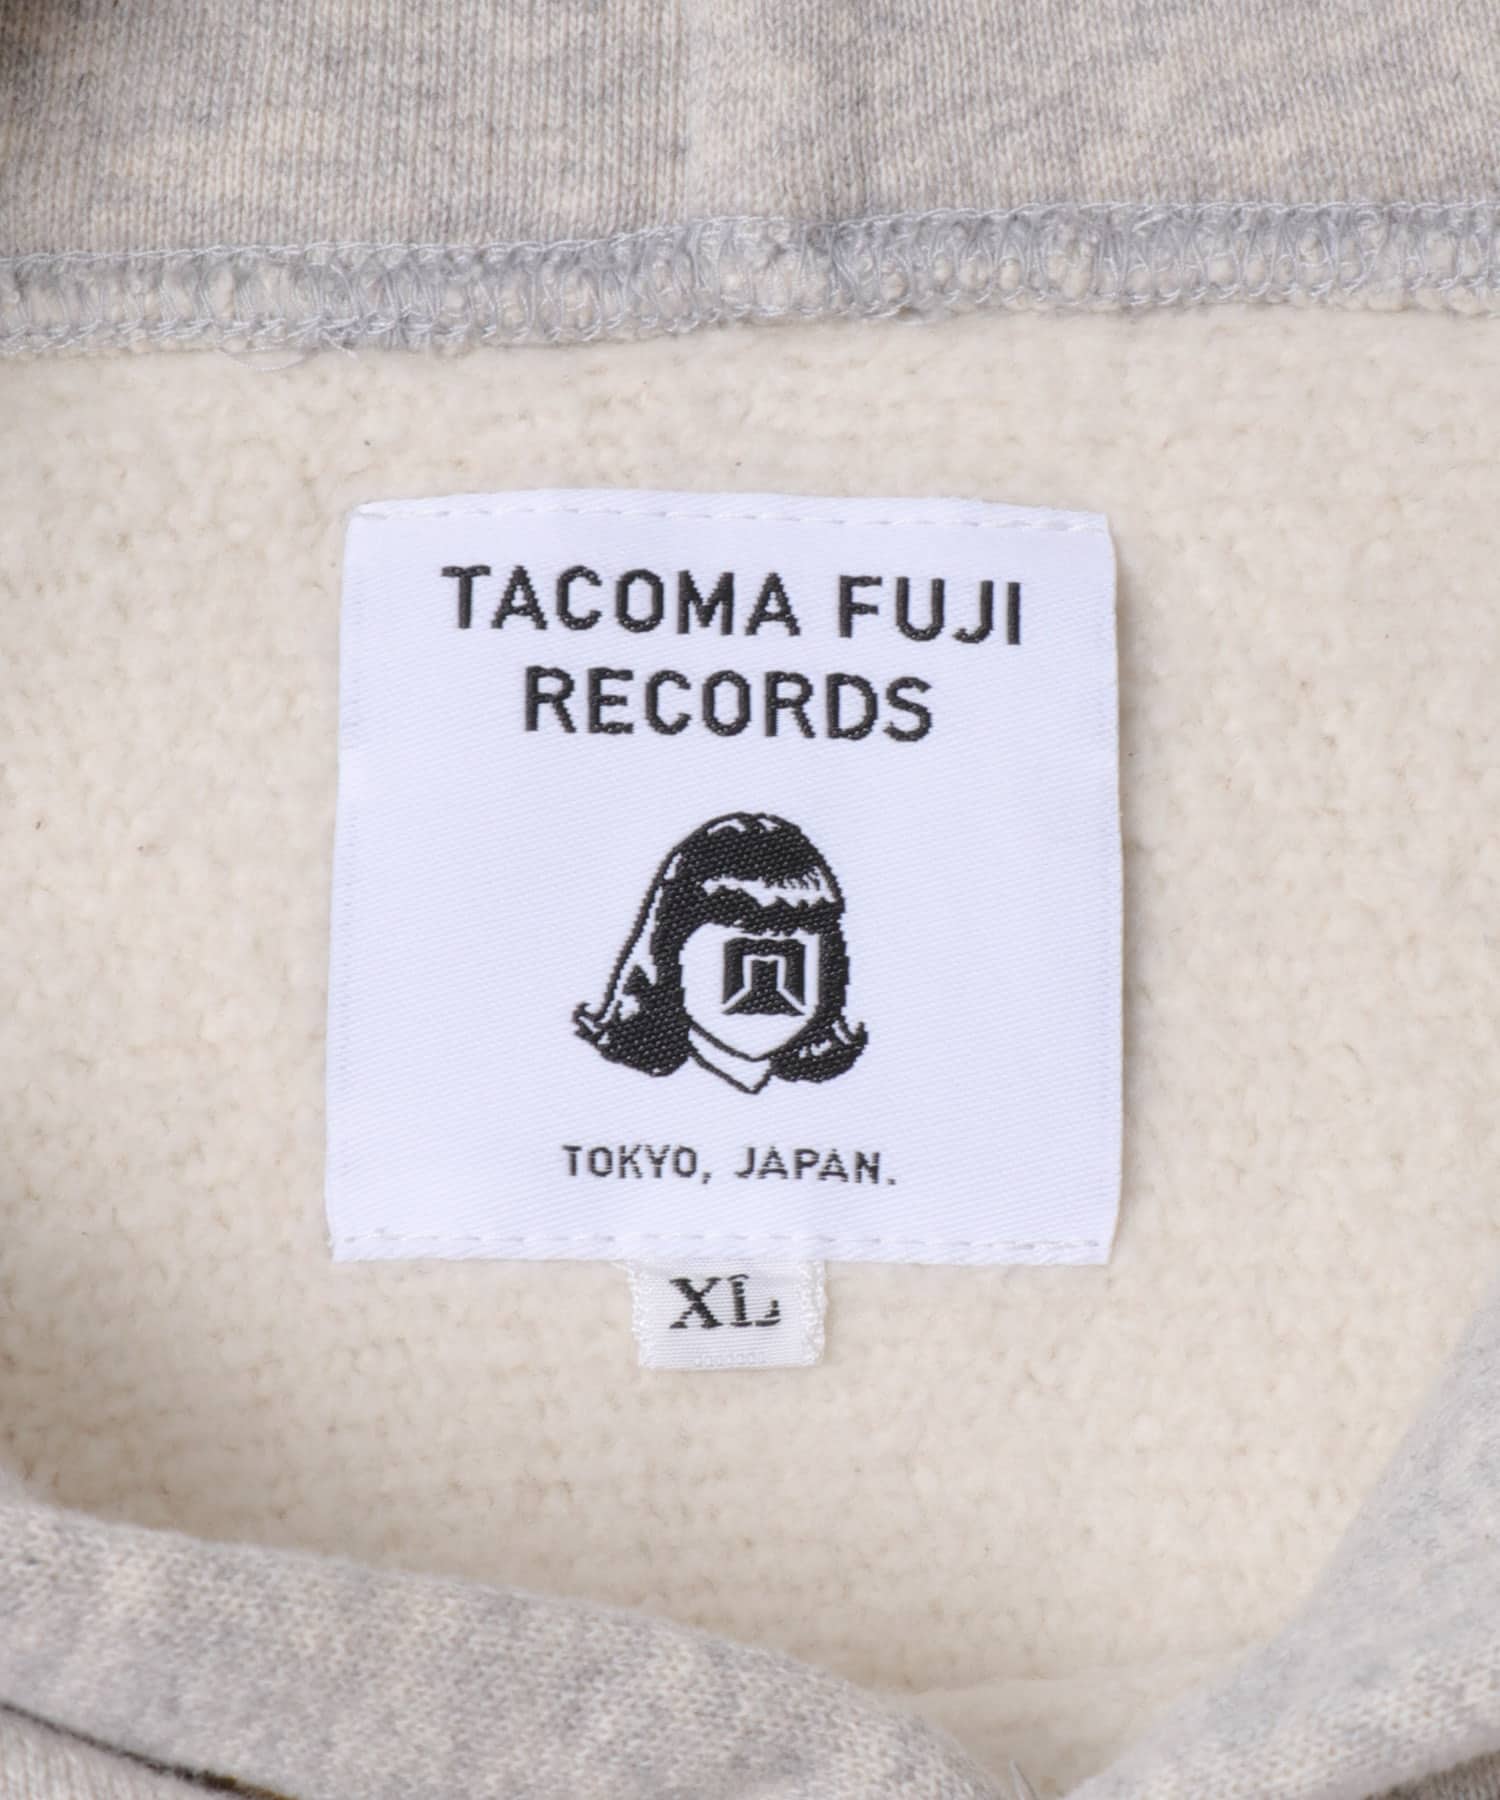 TACOMA FUJI
RECORDS
TOKYO, JAPAN.
XL